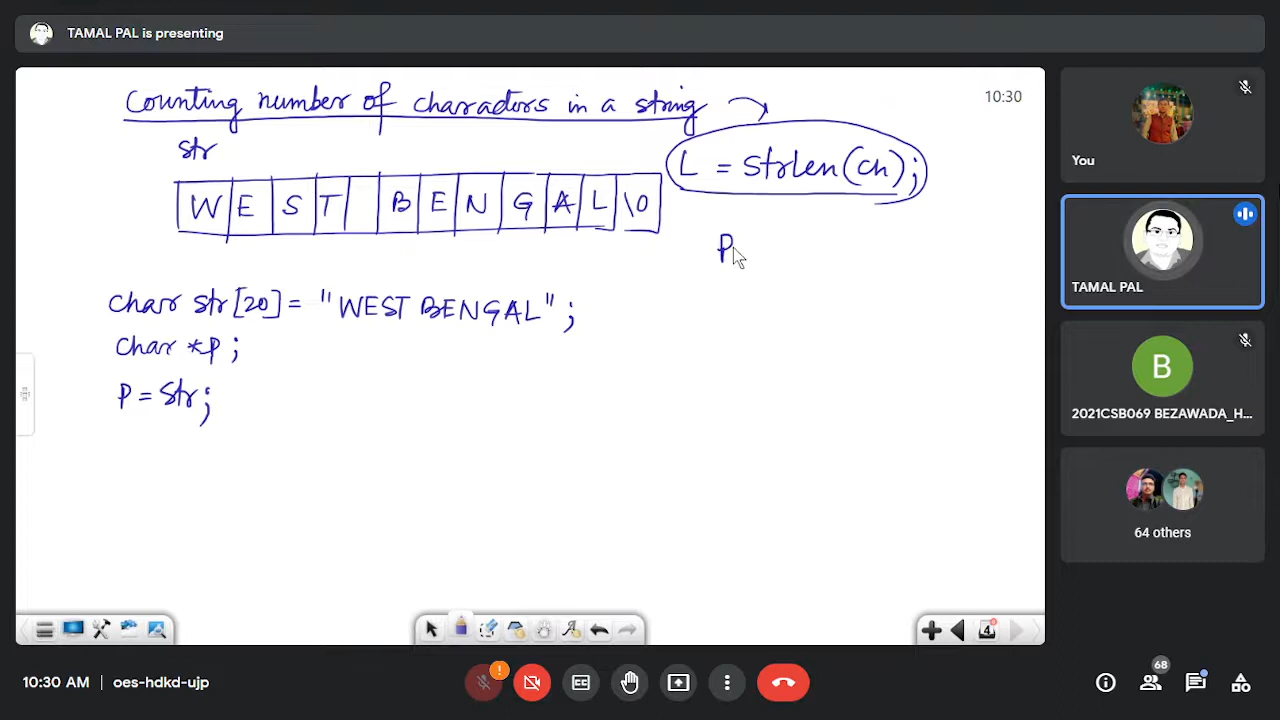 TAMAL PAL is presenting
Counting number of charactors in a string
10:30
str
L = strlen(ch);
W E S T B E N G A L \0
P
char str[20] = "WEST BENGAL";
char *P;
P = str;
You
TAMAL PAL
B
2021CSB069 BEZAWADA_H...
64 others
4
10:30 AM | oes-hdkd-ujp
!
CC
68